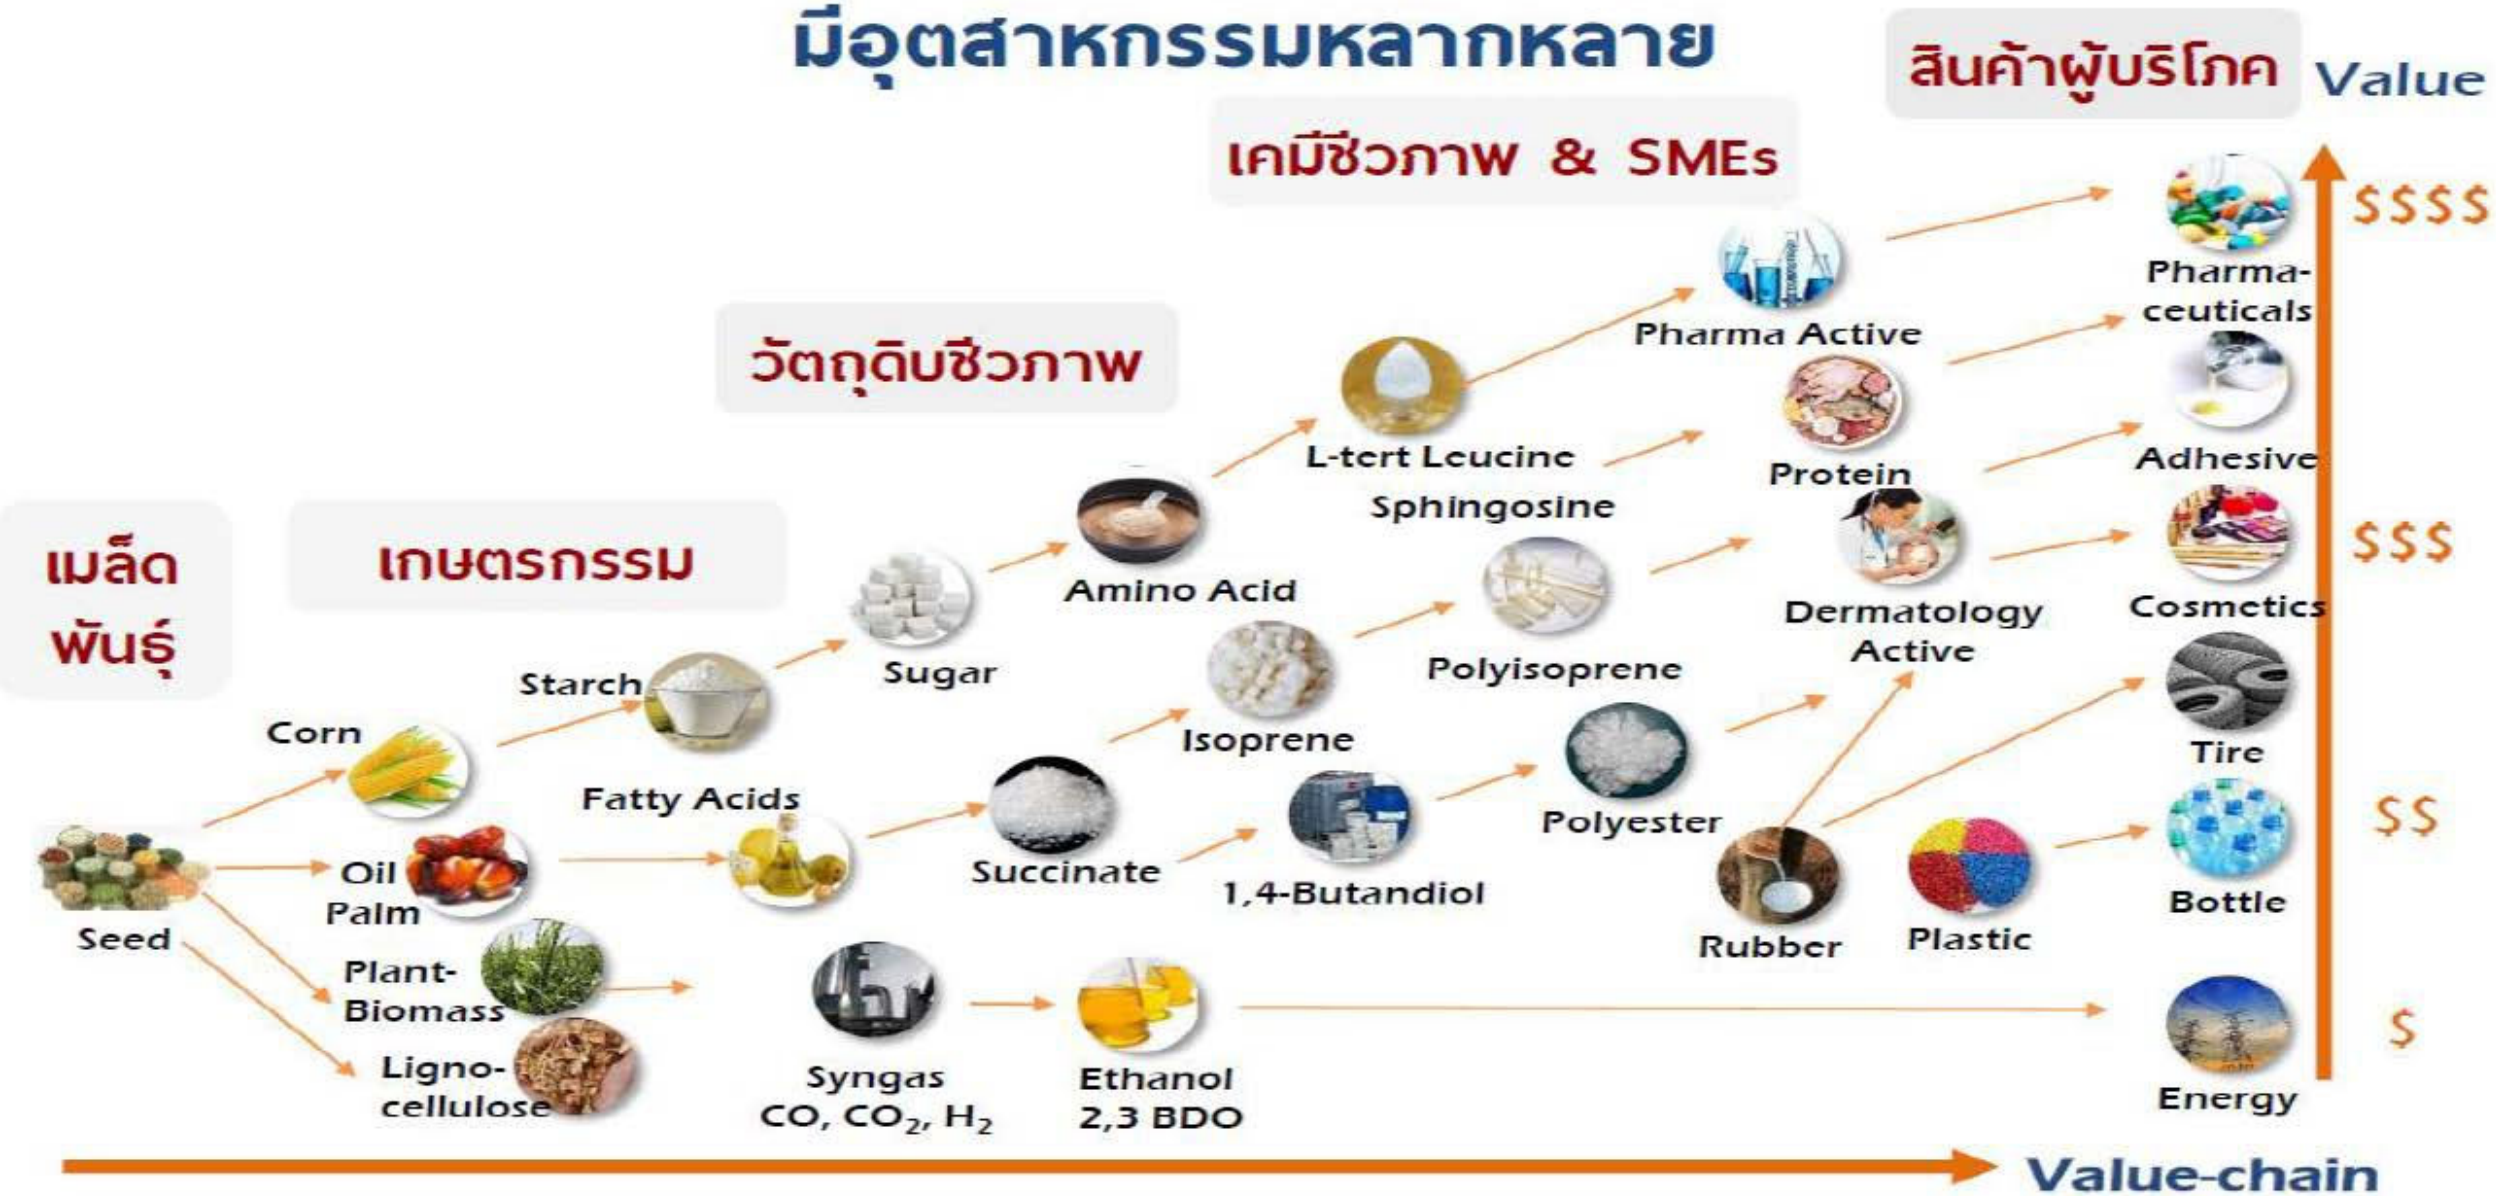 มีอุตสาหกรรมหลากหลาย
สินค้าผู้บริโภค
Value
เคมีชีวภาพ & SMEs
$$$$
Pharma-
ceuticals
Pharma Active
วัตถุดิบชีวภาพ
L-tert Leucine
Sphingosine
Protein
Adhesive
เมล็ด
พันธุ์
เกษตรกรรม
$$$
Amino Acid
Dermatology
Active
Cosmetics
Sugar
Polyisoprene
Starch
Corn
Isoprene
Tire
Fatty Acids
Polyester
$$
Oil
Palm
Succinate
1,4-Butandiol
Bottle
Seed
Rubber
Plastic
Plant-
Biomass
$
Ligno-
cellulose
Syngas
CO, CO₂, H₂
Ethanol
2,3 BDO
Energy
Value-chain